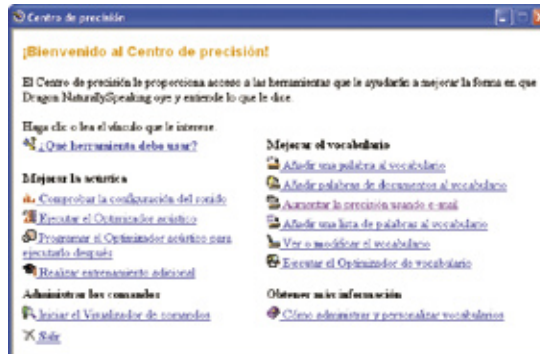 Centro de precisión
¡Bienvenido al Centro de precisión!
El Centro de precisión le proporciona acceso a las herramientas que le ayudarán a mejorar la forma en que
Dragon NaturallySpeaking oye y entiende lo que le dice.
Haga clic o lea el vínculo que le interese.
¿Qué herramienta debo usar?
Mejorar la acústica
Comprobar la configuración del sonido
Ejecutar el Optimizador acústico
Programar el Optimizador acústico para
ejecutarlo después
Realizar entrenamiento adicional
Administrar los comandos
Iniciar el Visualizador de comandos
Salir
Mejorar el vocabulario
Añadir una palabra al vocabulario
Añadir palabras de documentos al vocabulario
Aumentar la precisión usando e-mail
Añadir una lista de palabras al vocabulario
Ver o modificar el vocabulario
Ejecutar el Optimizador de vocabulario
Obtener más información
Cómo administrar y personalizar vocabularios